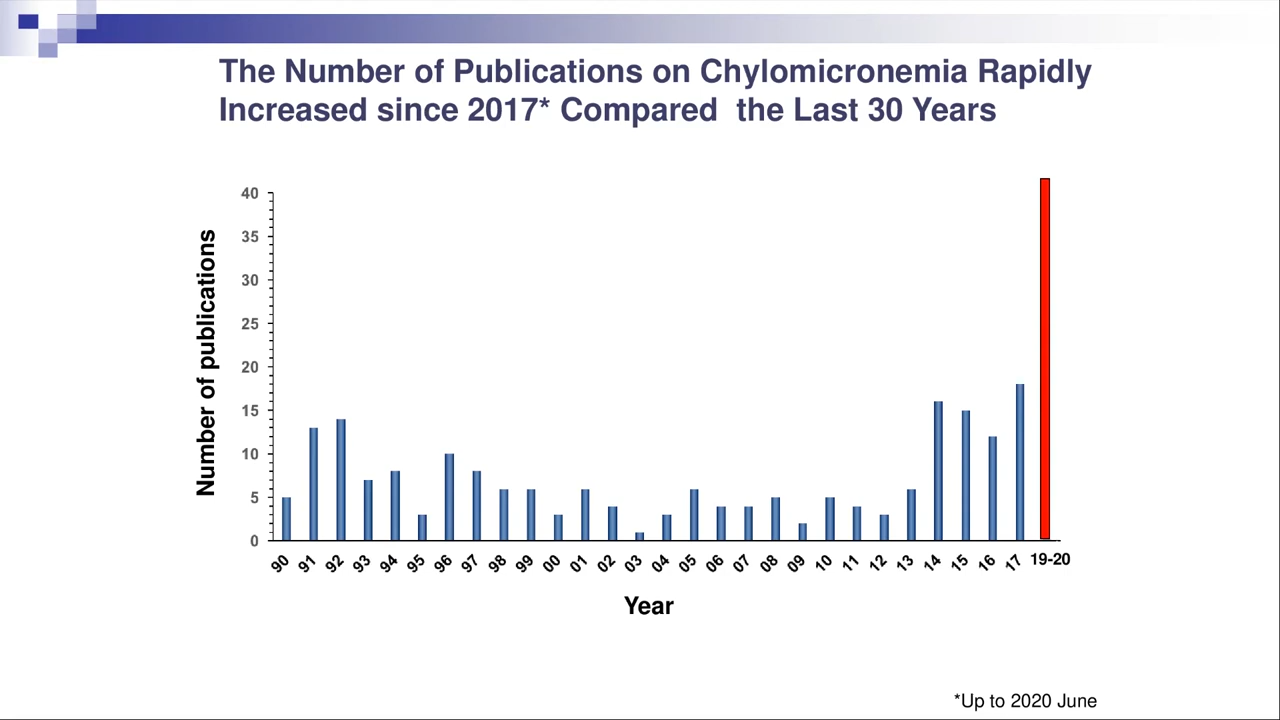 The Number of Publications on Chylomicronemia Rapidly
Increased since 2017* Compared  the Last 30 Years
Number of publications
40
35
30
25
20
15
10
5
0
90 91 92 93 94 95 96 97 98 99 00 01 02 03 04 05 06 07 08 09 10 11 12 13 14 15 16 17 19-20
Year
*Up to 2020 June